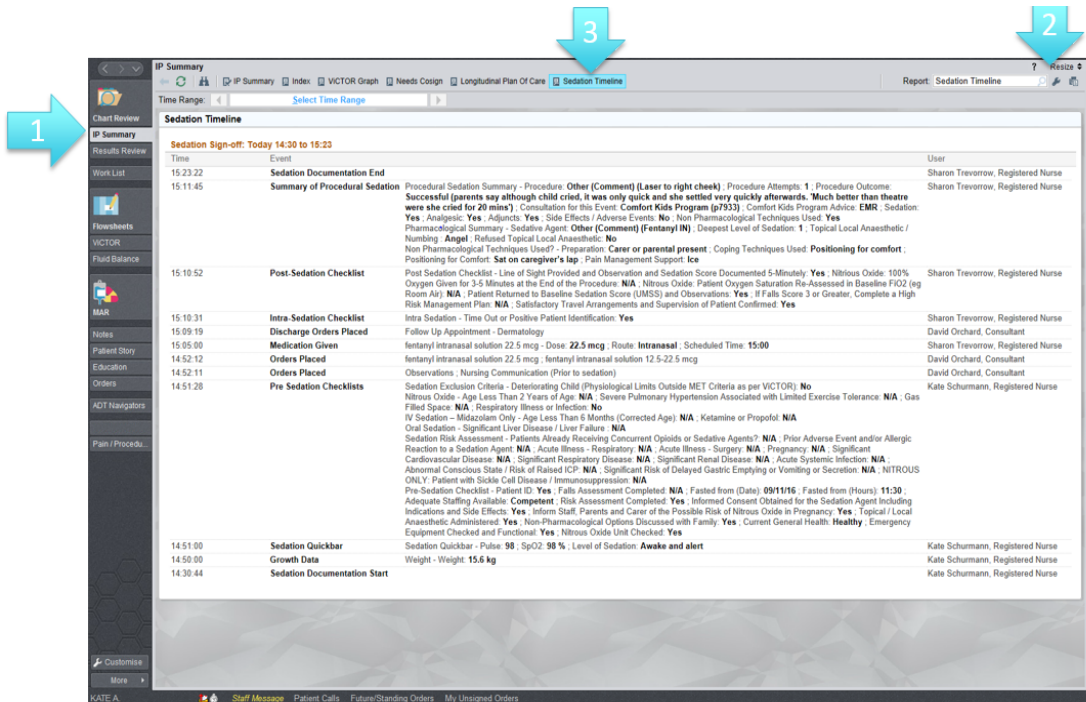 3
2
1
IP Summary
? Resize
IP Summary Index VICTOR Graph Needs Cosign Longitudinal Plan Of Care Sedation Timeline
Report: Sedation Timeline
Time Range: Select Time Range
Chart Review
IP Summary
Results Review
Work List
Flowsheets
VICTOR
Fluid Balance
MAR
Notes
Patient Story
Education
Orders
ADT Navigators
Pain / Procedu...
Customise
More
Sedation Timeline
Sedation Sign-off: Today 14:30 to 15:23
Time Event User
15:23:22 Sedation Documentation End Sharon Trevorrow, Registered Nurse
15:11:45 Summary of Procedural Sedation Procedural Sedation Summary - Procedure: Other (Comment) (Laser to right cheek) ; Procedure Attempts: 1 ; Procedure Outcome: Sharon Trevorrow, Registered Nurse
Successful (parents say although child cried, it was only quick and she settled very quickly afterwards. 'Much better than theatre
were she cried for 20 mins') ; Consultation for this Event: Comfort Kids Program (p7933) ; Comfort Kids Program Advice: EMR ; Sedation:
Yes ; Analgesic: Yes ; Adjuncts: Yes ; Side Effects / Adverse Events: No ; Non Pharmacological Techniques Used: Yes
Pharmacological Summary - Sedative Agent: Other (Comment) (Fentanyl IN) ; Deepest Level of Sedation: 1 ; Topical Local Anaesthetic /
Numbing : Angel ; Refused Topical Local Anaesthetic: No
Non Pharmacological Techniques Used? - Preparation: Carer or parental present ; Coping Techniques Used: Positioning for comfort ;
Positioning for Comfort: Sat on caregiver's lap ; Pain Management Support: Ice
15:10:52 Post-Sedation Checklist Post Sedation Checklist - Line of Sight Provided and Observation and Sedation Score Documented 5-Minutely: Yes ; Nitrous Oxide: 100% Sharon Trevorrow, Registered Nurse
Oxygen Given for 3-5 Minutes at the End of the Procedure: N/A ; Nitrous Oxide: Patient Oxygen Saturation Re-Assessed in Baseline FiO2 (eg
Room Air): N/A ; Patient Returned to Baseline Sedation Score (UMSS) and Observations: Yes ; If Falls Score 3 or Greater, Complete a High
Risk Management Plan: N/A ; Satisfactory Travel Arrangements and Supervision of Patient Confirmed: Yes
15:10:31 Intra-Sedation Checklist Intra Sedation - Time Out or Positive Patient Identification: Yes Sharon Trevorrow, Registered Nurse
15:09:19 Discharge Orders Placed Follow Up Appointment - Dermatology David Orchard, Consultant
15:05:00 Medication Given fentanyl intranasal solution 22.5 mcg - Dose: 22.5 mcg ; Route: Intranasal ; Scheduled Time: 15:00 Sharon Trevorrow, Registered Nurse
14:52:12 Orders Placed fentanyl intranasal solution 22.5 mcg ; fentanyl intranasal solution 12.5-22.5 mcg David Orchard, Consultant
14:52:11 Orders Placed Observations ; Nursing Communication (Prior to sedation) David Orchard, Consultant
14:51:28 Pre Sedation Checklists Sedation Exclusion Criteria - Deteriorating Child (Physiological Limits Outside MET Criteria as per ViCTOR): No Kate Schurmann, Registered Nurse
Nitrous Oxide - Age Less Than 2 Years of Age: N/A ; Severe Pulmonary Hypertension Associated with Limited Exercise Tolerance: N/A ; Gas
Filled Space: N/A ; Respiratory Illness or Infection: No
IV Sedation – Midazolam Only - Age Less Than 6 Months (Corrected Age): N/A ; Ketamine or Propofol: N/A
Oral Sedation - Significant Liver Disease / Liver Failure : N/A
Sedation Risk Assessment - Patients Already Receiving Concurrent Opioids or Sedative Agents?: N/A ; Prior Adverse Event and/or Allergic
Reaction to a Sedation Agent: N/A ; Acute Illness - Respiratory: N/A ; Acute Illness - Surgery: N/A ; Pregnancy: N/A ; Significant
Cardiovascular Disease: N/A ; Significant Respiratory Disease: N/A ; Significant Renal Disease: N/A ; Acute Systemic Infection: N/A ;
Abnormal Conscious State / Risk of Raised ICP: N/A ; Significant Risk of Delayed Gastric Emptying or Vomiting or Secretion: N/A ; NITROUS
ONLY: Patient with Sickle Cell Disease / Immunosuppression: N/A
Pre-Sedation Checklist - Patient ID: Yes ; Falls Assessment Completed: N/A ; Fasted from (Date): 09/11/16 ; Fasted from (Hours): 11:30 ;
Adequate Staffing Available: Competent ; Risk Assessment Completed: Yes ; Informed Consent Obtained for the Sedation Agent Including
Indications and Side Effects: Yes ; Inform Staff, Parents and Carer of the Possible Risk of Nitrous Oxide in Pregnancy: Yes ; Topical / Local
Anaesthetic Administered: Yes ; Non-Pharmacological Options Discussed with Family: Yes ; Current General Health: Healthy ; Emergency
Equipment Checked and Functional: Yes ; Nitrous Oxide Unit Checked: Yes
14:51:00 Sedation Quickbar Sedation Quickbar - Pulse: 98 ; SpO2: 98 % ; Level of Sedation: Awake and alert Kate Schurmann, Registered Nurse
14:50:00 Growth Data Weight - Weight: 15.6 kg Kate Schurmann, Registered Nurse
14:30:44 Sedation Documentation Start Kate Schurmann, Registered Nurse
KATE A. Staff Message Patient Calls Future/Standing Orders My Unsigned Orders